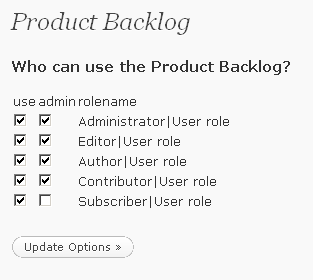 Product Backlog
Who can use the Product Backlog?
use admin rolename
Administrator|User role
Editor|User role
Author|User role
Contributor|User role
Subscriber|User role
Update Options »